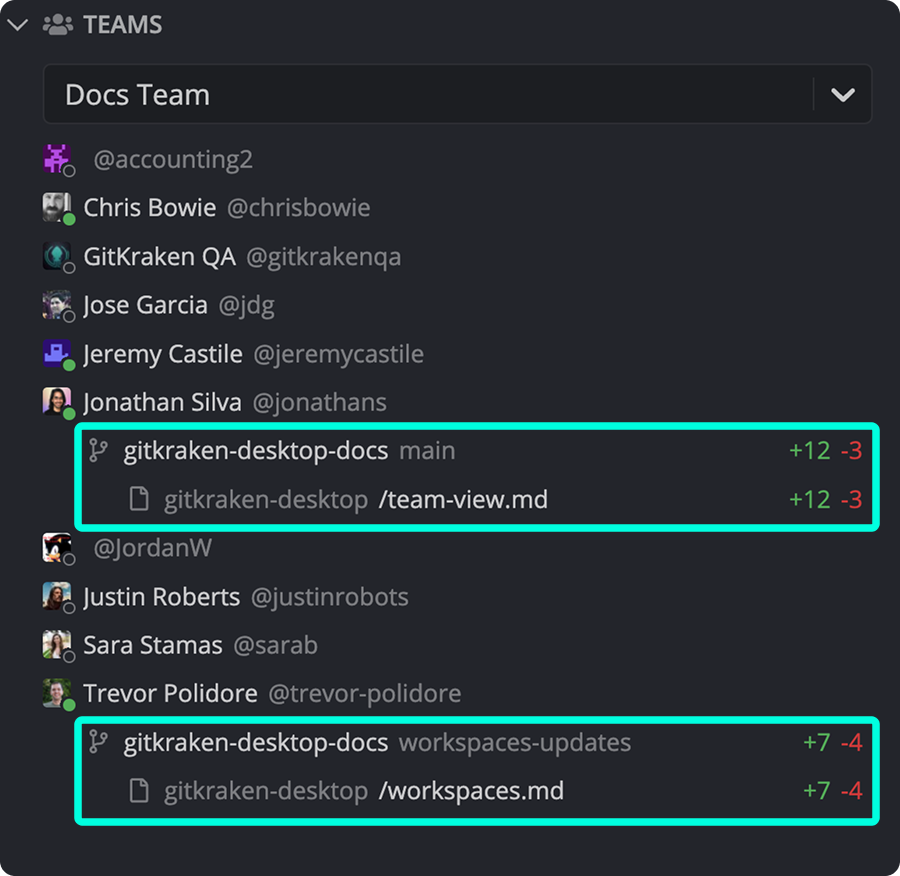 TEAMS
Docs Team
@accounting2
Chris Bowie @chrisbowie
GitKraken QA @gitkrakenqa
Jose Garcia @jdg
Jeremy Castile @jeremycastile
Jonathan Silva @jonathans
gitkraken-desktop-docs main +12 -3
gitkraken-desktop /team-view.md +12 -3
@JordanW
Justin Roberts @justinrobots
Sara Stamas @sarab
Trevor Polidore @trevor-polidore
gitkraken-desktop-docs workspaces-updates +7 -4
gitkraken-desktop /workspaces.md +7 -4